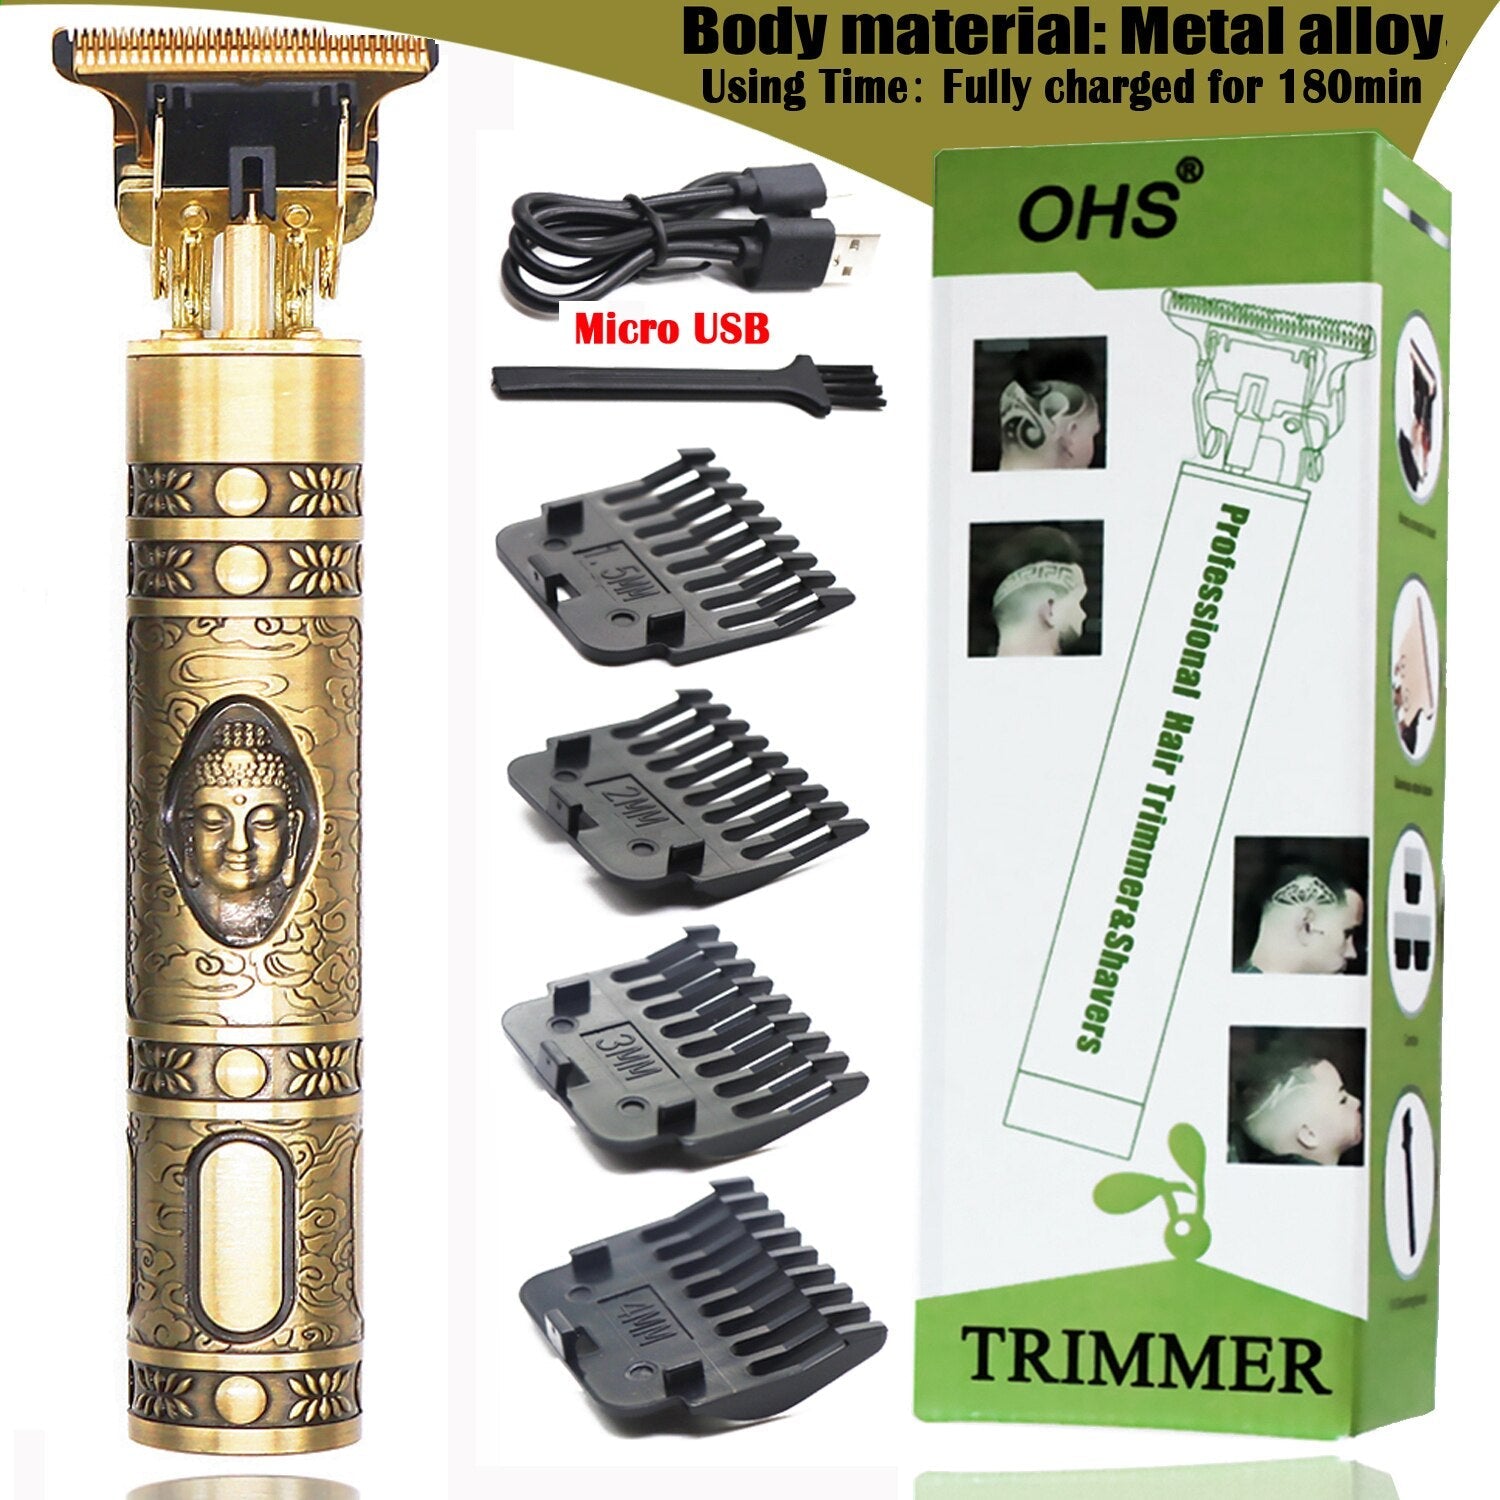 Body material: Metal alloy
Using Time: Fully charged for 180min
OHS®
Micro USB
1.5MM
2MM
3MM
4MM
Professional Hair Trimmer&Shavers
TRIMMER